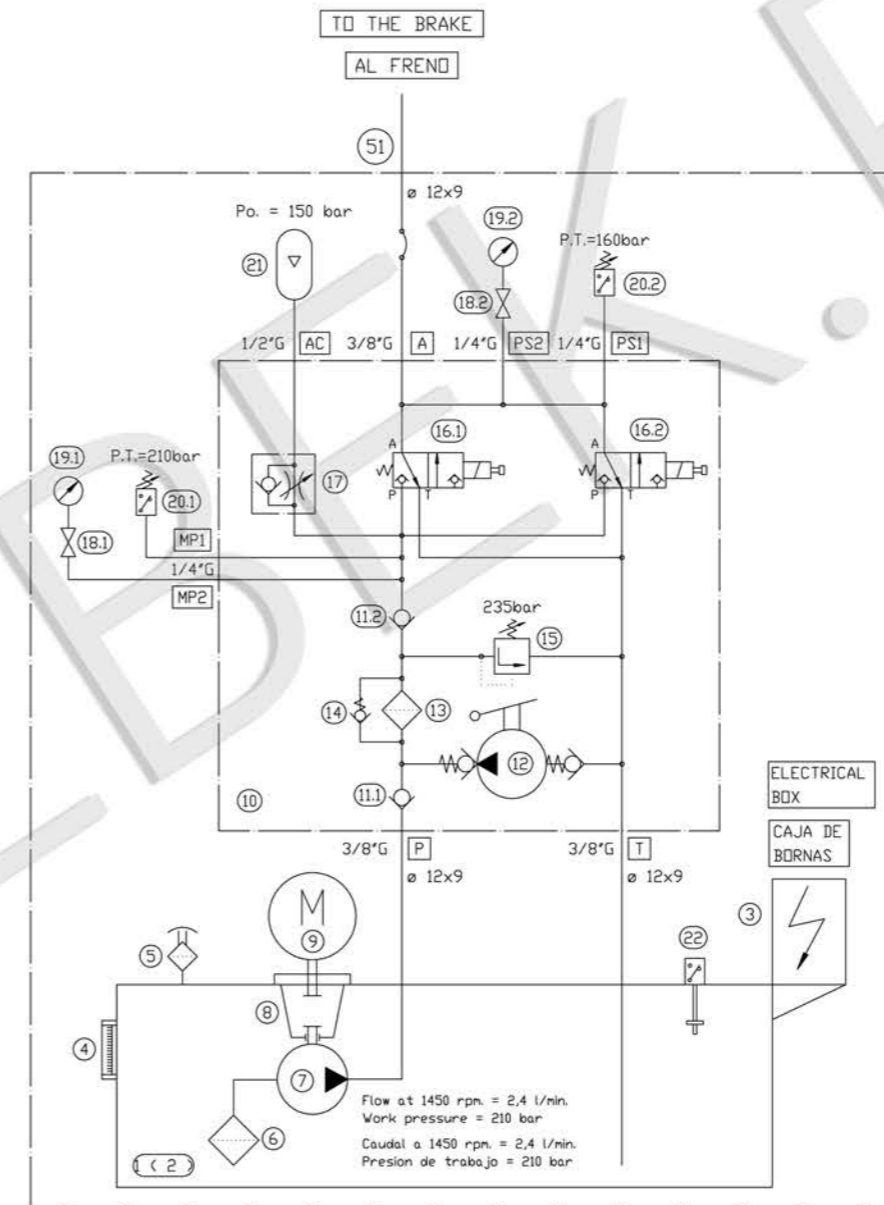 TO THE BRAKE
AL FRENO
51
ø 12x9
Po. = 150 bar
21
19.2
P.T.=160bar
18.2
20.2
1/2"G AC 3/8"G A 1/4"G PS2 1/4"G PS1
16.1
16.2
A
A
P T
P T
17
19.1
P.T.=210bar
20.1
18.1
MP1
1/4"G
MP2
11.2
235bar
15
14
13
12
10
11.1
3/8"G P
3/8"G T
ø 12x9
ø 12x9
ELECTRICAL
BOX
CAJA DE
BORNAS
3
M
9
5
22
8
4
7
6
Flow at 1450 rpm. = 2,4 l/min.
Work pressure = 210 bar
Caudal a 1450 rpm. = 2,4 l/min.
Presion de trabajo = 210 bar
1 ( 2 )
BEK.